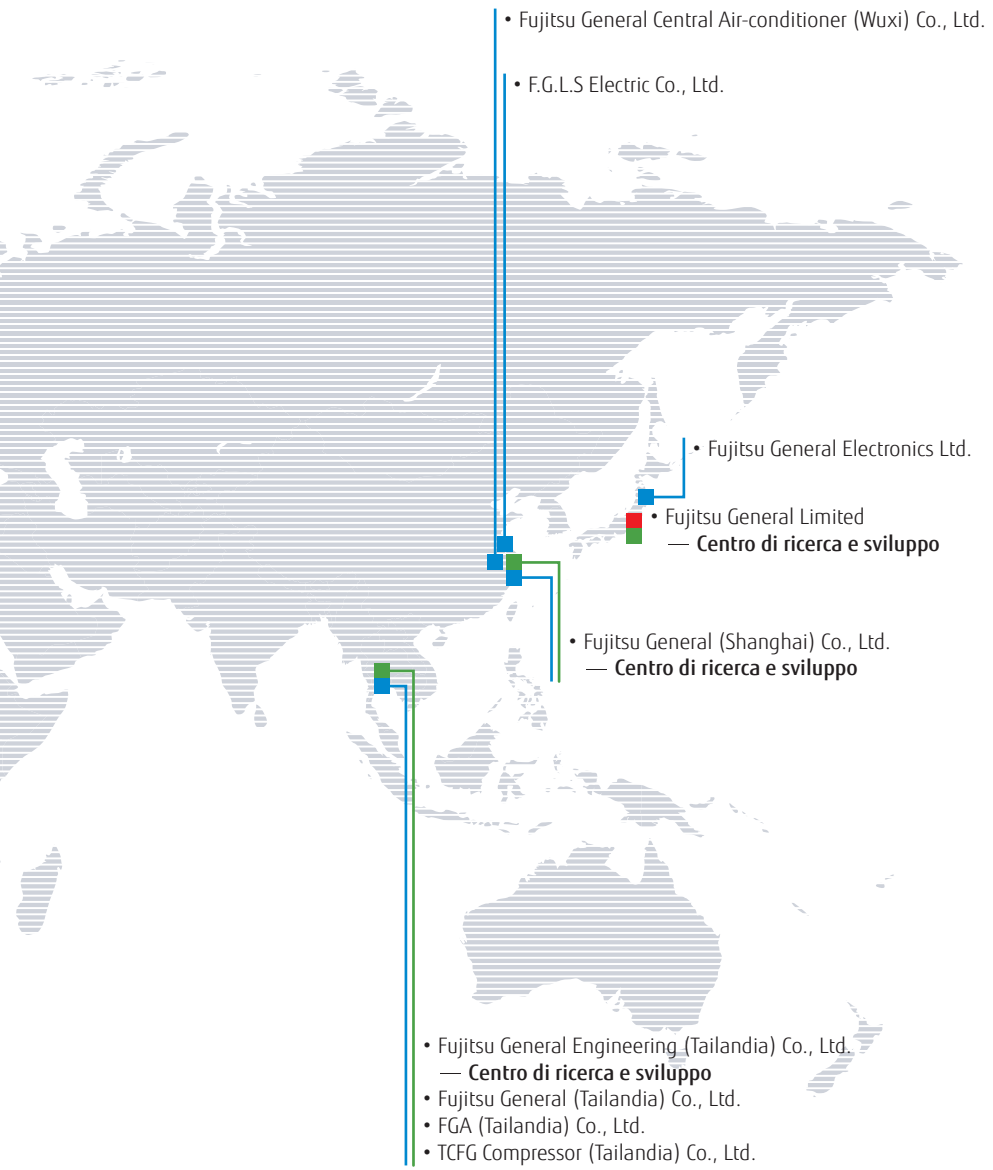 • Fujitsu General Central Air-conditioner (Wuxi) Co., Ltd.
• F.G.L.S Electric Co., Ltd.
• Fujitsu General Electronics Ltd.
• Fujitsu General Limited
— Centro di ricerca e sviluppo
• Fujitsu General (Shanghai) Co., Ltd.
— Centro di ricerca e sviluppo
• Fujitsu General Engineering (Tailandia) Co., Ltd.
— Centro di ricerca e sviluppo
• Fujitsu General (Tailandia) Co., Ltd.
• FGA (Tailandia) Co., Ltd.
• TCFG Compressor (Tailandia) Co., Ltd.